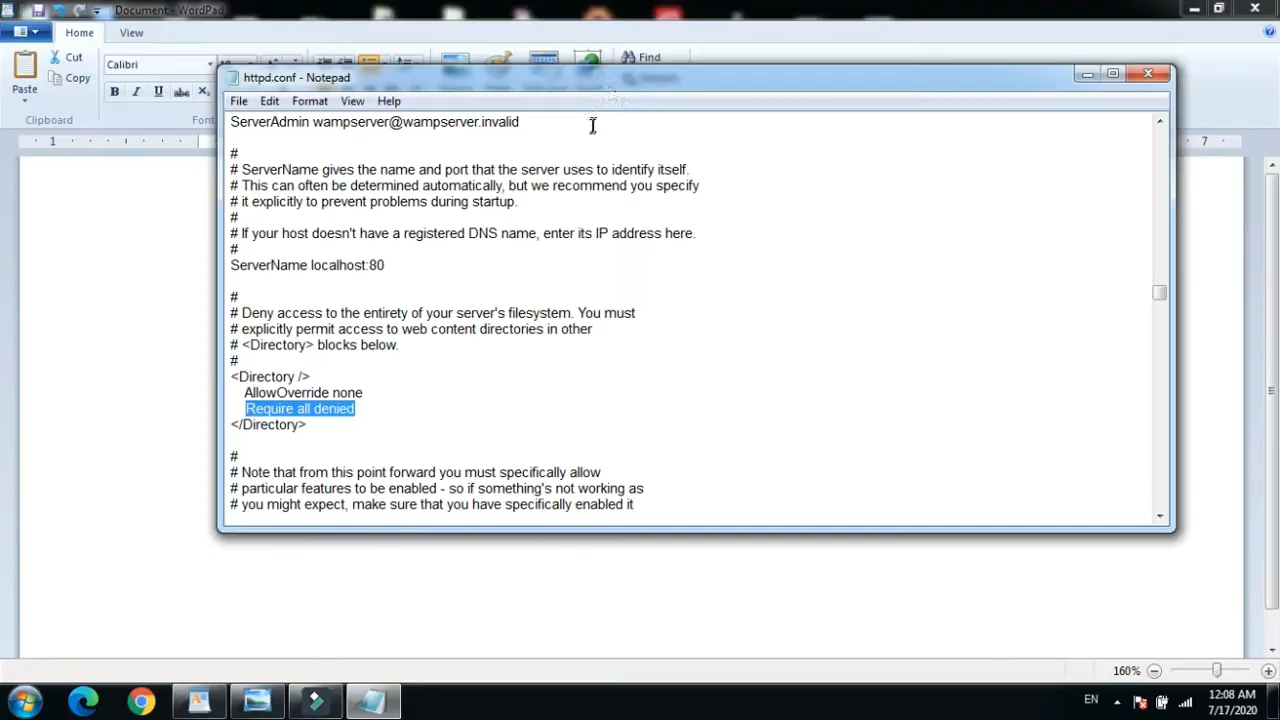 Document - WordPad
Home
View
Cut
Copy
Paste
Clipboard
Calibri
B I U abc
Font
Find
1
7
httpd.conf - Notepad
File Edit Format View Help
ServerAdmin wampserver@wampserver.invalid
#
# ServerName gives the name and port that the server uses to identify itself.
# This can often be determined automatically, but we recommend you specify
# it explicitly to prevent problems during startup.
#
# If your host doesn't have a registered DNS name, enter its IP address here.
#
ServerName localhost:80
#
# Deny access to the entirety of your server's filesystem. You must
# explicitly permit access to web content directories in other
# <Directory> blocks below.
#
<Directory />
AllowOverride none
Require all denied
</Directory>
#
# Note that from this point forward you must specifically allow
# particular features to be enabled - so if something's not working as
# you might expect, make sure that you have specifically enabled it
160%
EN
12:08 AM
7/17/2020